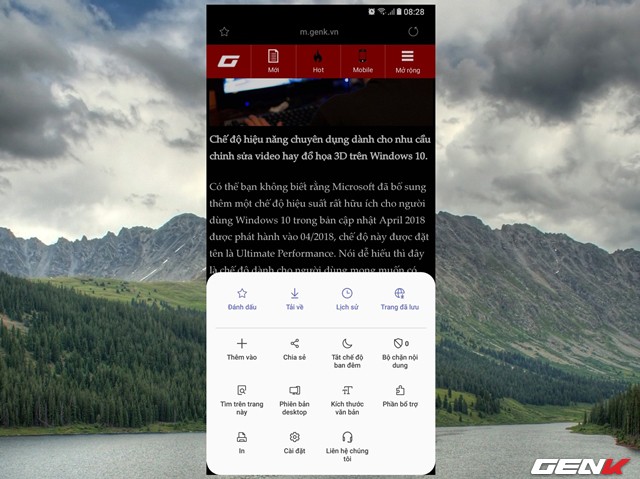 08:28
m.genk.vn
G
Mới
Hot
Mobile
Mở rộng
Chế độ hiệu năng chuyên dụng dành cho nhu cầu
chỉnh sửa video hay đồ họa 3D trên Windows 10.
Có thể bạn không biết rằng Microsoft đã bổ sung
thêm một chế độ hiệu suất rất hữu ích cho người
dùng Windows 10 trong bản cập nhật April 2018
được phát hành vào 04/2018, chế độ này được đặt
tên là Ultimate Performance. Nói dễ hiểu thì đây
là chế độ dành cho người dùng mong muốn có
Đánh dấu
Tải về
Lịch sử
Trang đã lưu
Thêm vào
Chia sẻ
Tắt chế độ
ban đêm
0
Bộ chặn nội
dung
Tìm trên trang
này
Phiên bản
desktop
Kích thước
văn bản
Phần bổ trợ
In
Cài đặt
Liên hệ chúng
tôi
GENK